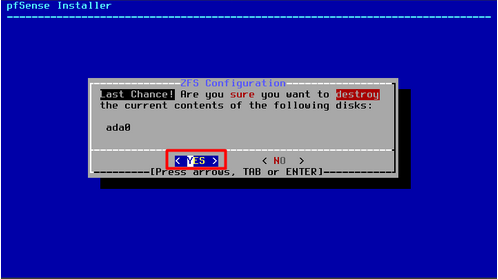 pfSense Installer
ZFS Configuration
Last Chance! Are you sure you want to destroy
the current contents of the following disks:
ada0
< YES > < NO >
[Press arrows, TAB or ENTER]